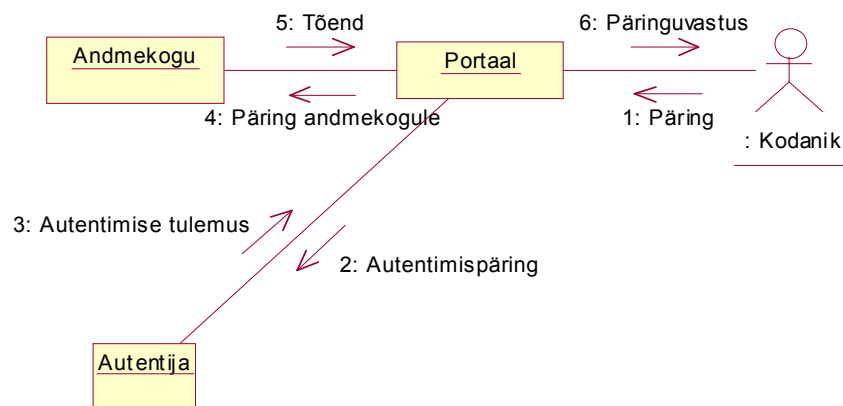 5: Tõend
6: Päringuvastus
Andmekogu
Portaal
4: Päring andmekogule
1: Päring
: Kodanik
3: Autentimise tulemus
2: Autentimispäring
Autentija